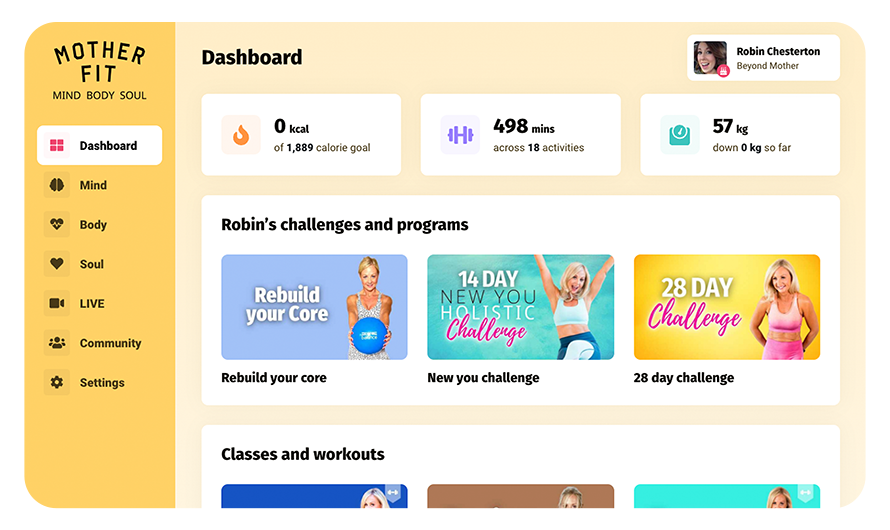 MOTHER
FIT
MIND BODY SOUL
Dashboard
Mind
Body
Soul
LIVE
Community
Settings
Dashboard
Robin Chesterton
Beyond Mother
0 kcal
of 1,889 calorie goal
498 mins
across 18 activities
57 kg
down 0 kg so far
Robin’s challenges and programs
Rebuild
your Core
Rebuild your core
14 DAY
NEW YOU
HOLISTIC
Challenge
New you challenge
28 DAY
Challenge
28 day challenge
Classes and workouts